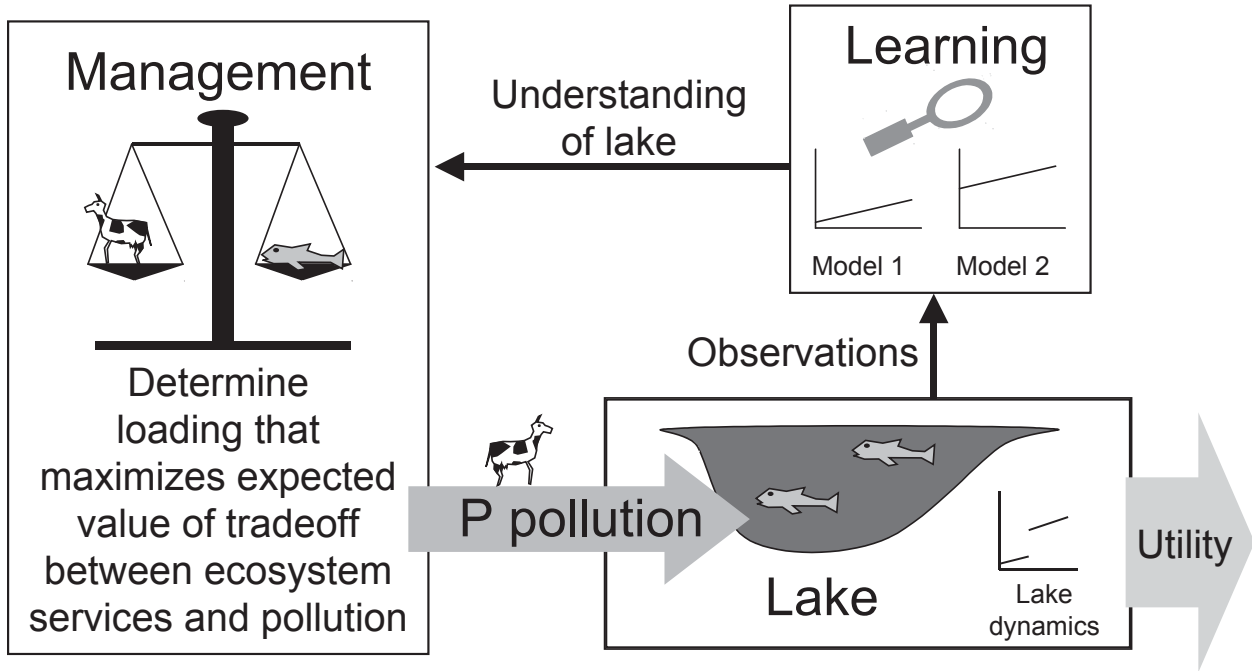 Management
Determine
loading that
maximizes expected
value of tradeoff
between ecosystem
services and pollution
Understanding
of lake
Learning
Model 1
Model 2
Observations
P pollution
Lake
Lake
dynamics
Utility